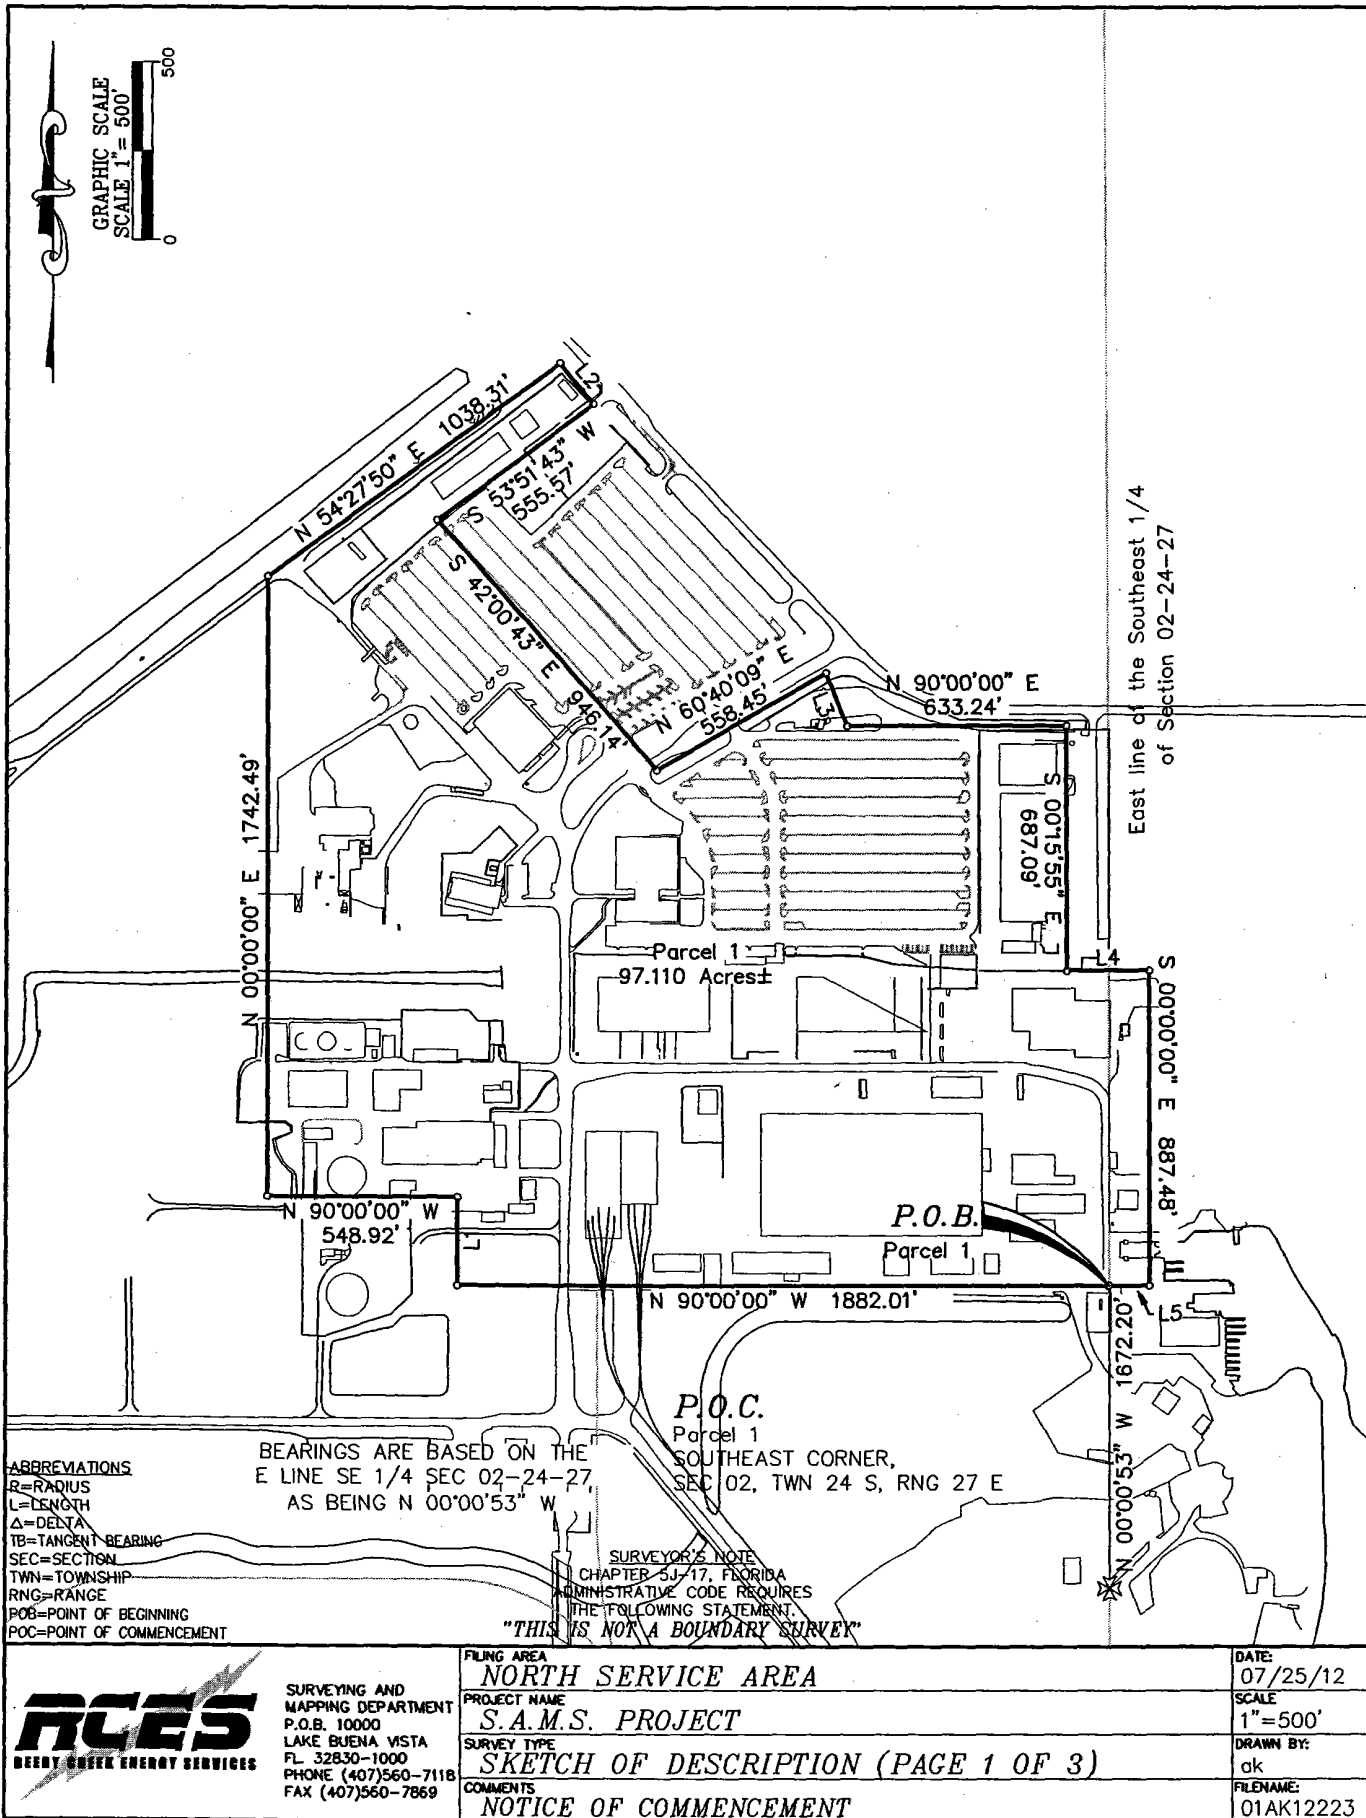 GRAPHIC SCALE
SCALE 1"= 500'
0
500
N 54°27'50" E 1038.31'
L2
S 53°51'43" W
555.57'
S 42°00'43" E 946.14'
N 60°40'09" E
558.45'
L3
N 90°00'00" E
633.24'
East line of the Southeast 1/4
of Section 02-24-27
S 00°15'55" E
687.09'
N 00°00'00" E 1742.49'
Parcel 1
97.110 Acres±
L4
S 00°00'00" E 887.48'
N 90°00'00" W
548.92'
L1
P.O.B.
Parcel 1
N 90°00'00" W 1882.01'
L5
N 00°00'53" W 1672.20'
P.O.C.
Parcel 1
SOUTHEAST CORNER,
SEC 02, TWN 24 S, RNG 27 E
BEARINGS ARE BASED ON THE
E LINE SE 1/4 SEC 02-24-27
AS BEING N 00°00'53" W
ABBREVIATIONS
R=RADIUS
L=LENGTH
Δ=DELTA
TB=TANGENT BEARING
SEC=SECTION
TWN=TOWNSHIP
RNG=RANGE
POB=POINT OF BEGINNING
POC=POINT OF COMMENCEMENT
SURVEYOR'S NOTE
CHAPTER 5J-17, FLORIDA
ADMINISTRATIVE CODE REQUIRES
THE FOLLOWING STATEMENT.
"THIS IS NOT A BOUNDARY SURVEY"
RCES
REEDY CREEK ENERGY SERVICES
SURVEYING AND
MAPPING DEPARTMENT
P.O.B. 10000
LAKE BUENA VISTA
FL 32830-1000
PHONE (407)560-7118
FAX (407)560-7869
FILING AREA
NORTH SERVICE AREA
PROJECT NAME
S.A.M.S. PROJECT
SURVEY TYPE
SKETCH OF DESCRIPTION (PAGE 1 OF 3)
COMMENTS
NOTICE OF COMMENCEMENT
DATE:
07/25/12
SCALE
1"=500'
DRAWN BY:
ak
FILENAME:
01AK12223